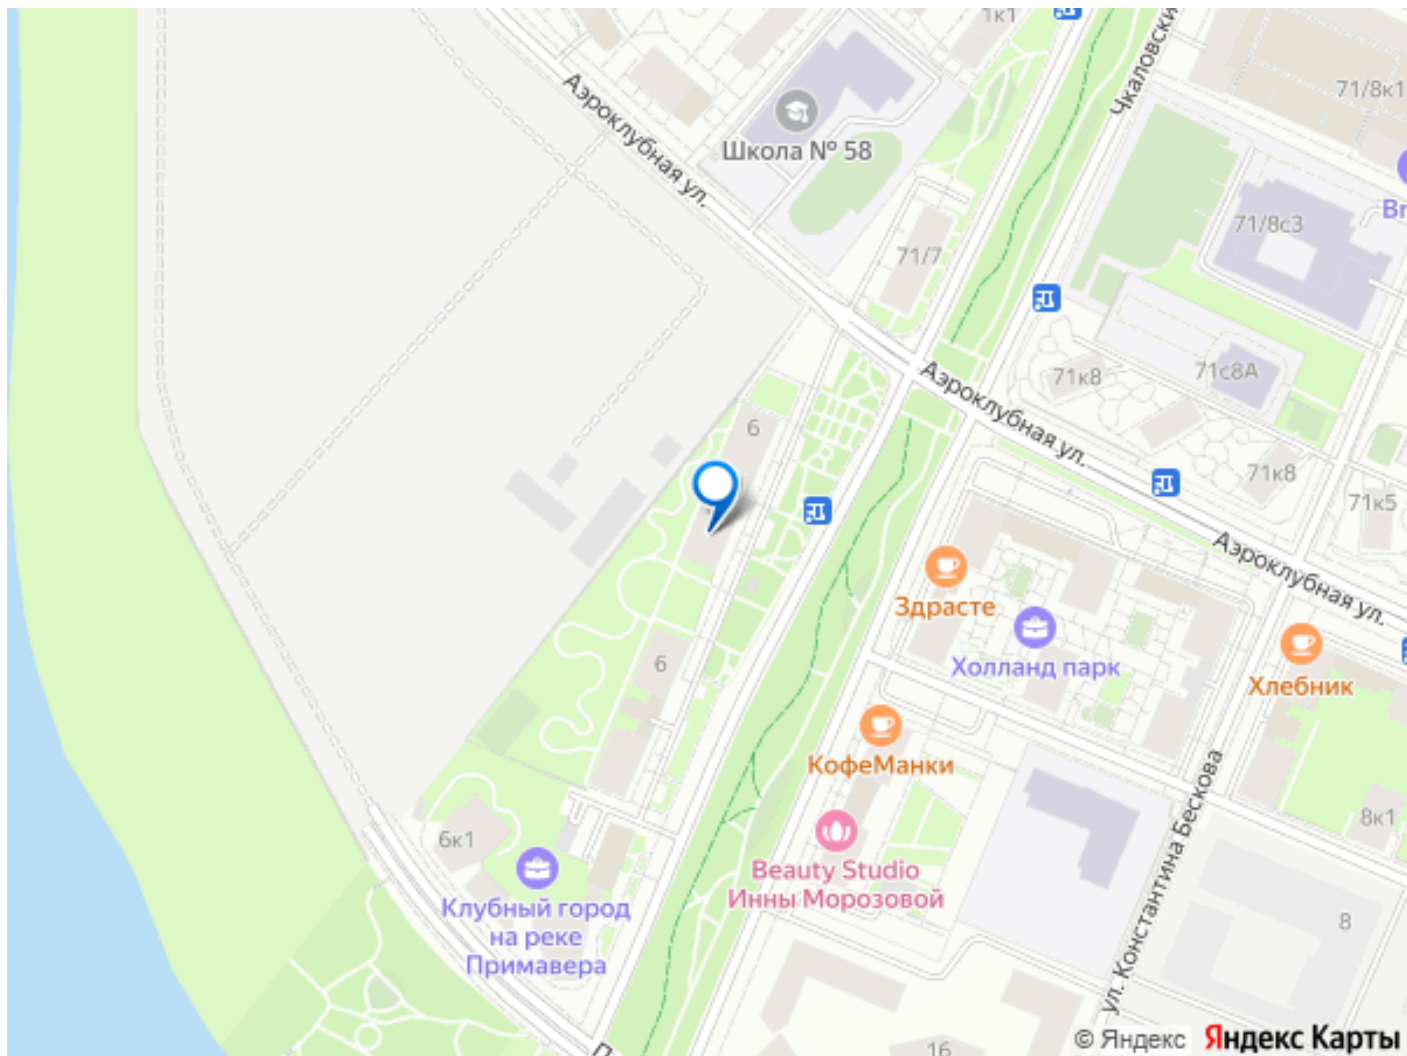 1к1
Чкаловски
71/8к1
Аэроклубная ул.
Школа № 58
Br
71/8с3
71/7
71к8
71с8А
Аэроклубная ул.
6
71к8
71к5
Аэроклубная ул.
Здрасте
Холланд парк
6
Хлебник
КофеМанки
ул. Константина Бескова
8к1
6к1
Beauty Studio
Инны Морозовой
Клубный город
на реке
Примавера
8
16
© Яндекс Яндекс Карты